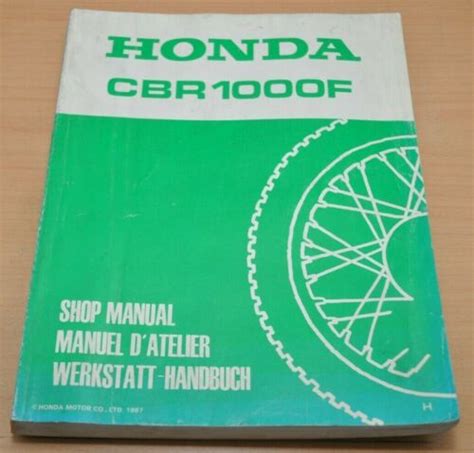 HONDA
CBR1000F
SHOP MANUAL
MANUEL D'ATELIER
WERKSTATT-HANDBUCH
© HONDA MOTOR CO., LTD. 1987
H